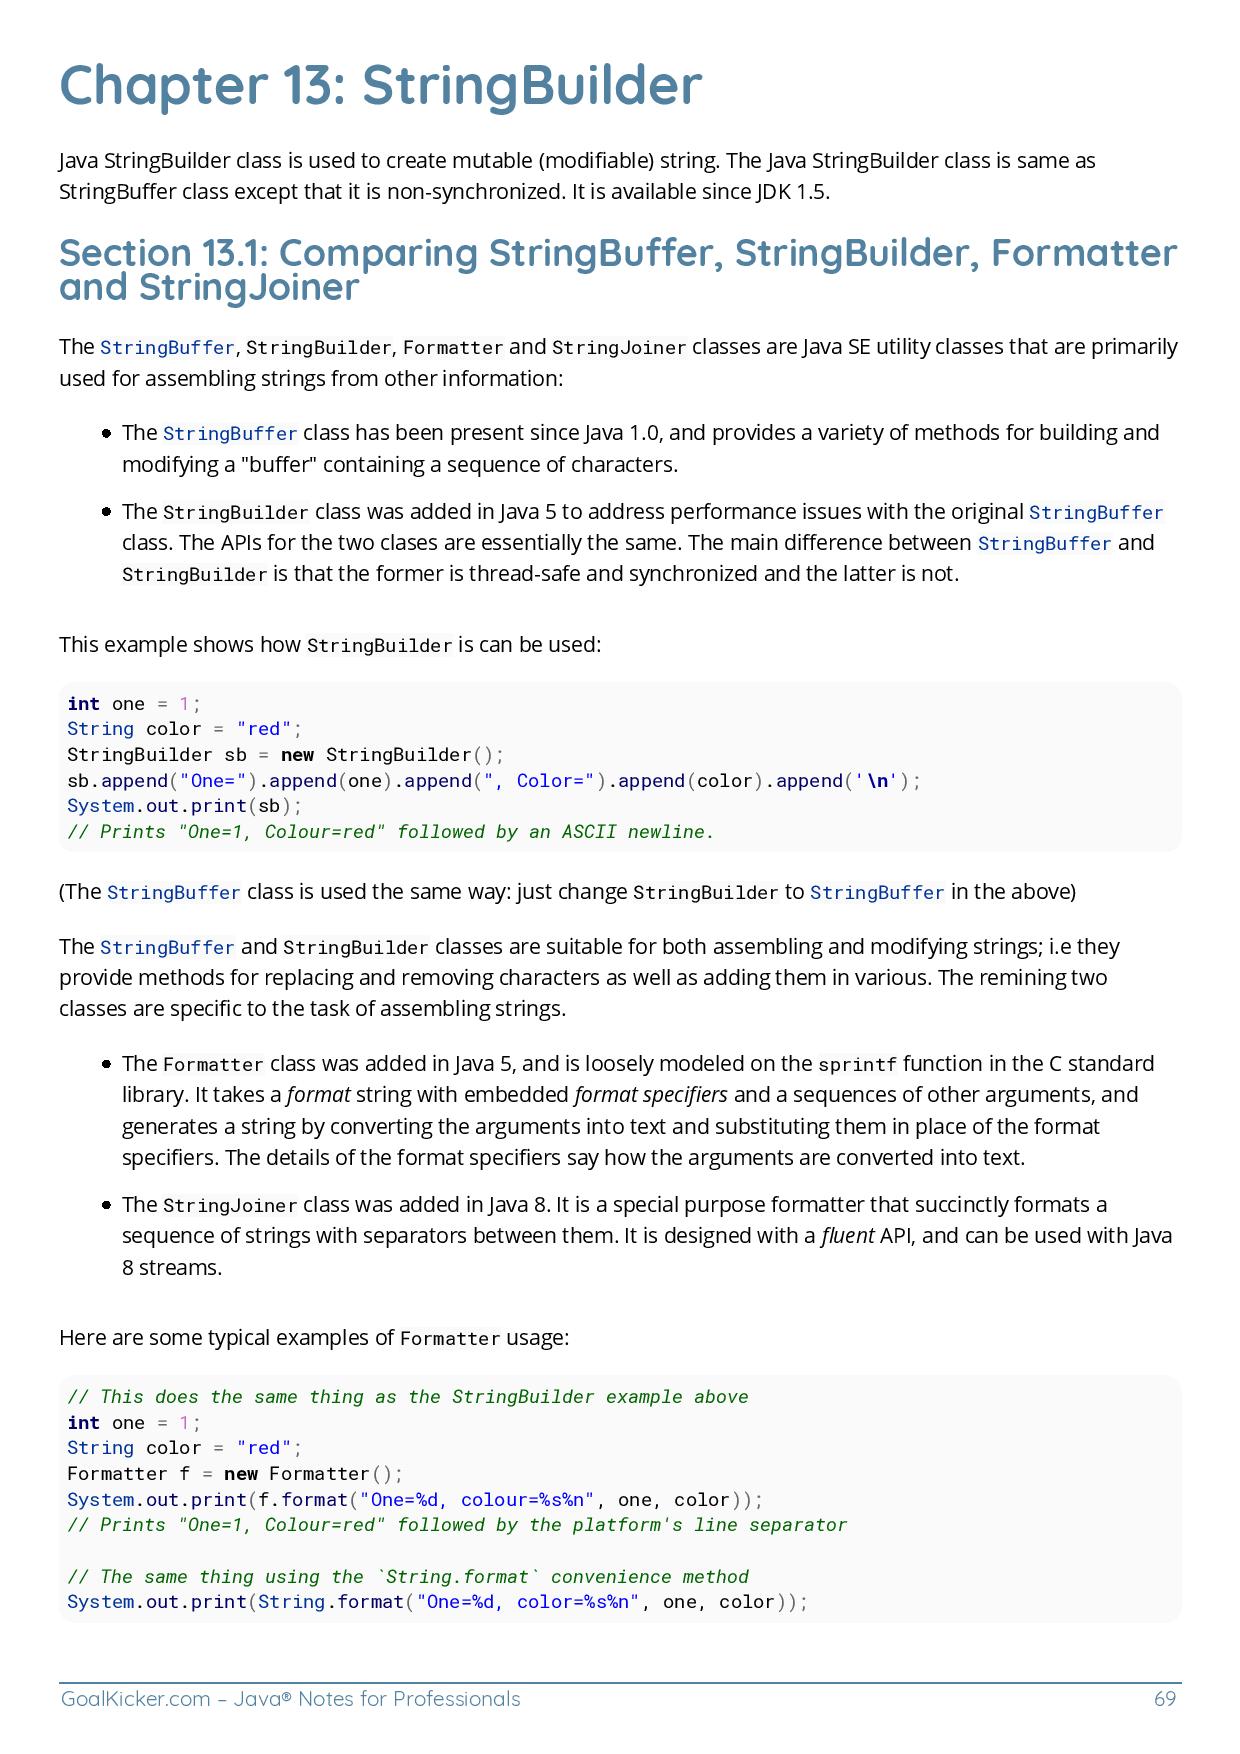 Chapter 13: StringBuilder
Java StringBuilder class is used to create mutable (modifiable) string. The Java StringBuilder class is same as
StringBuffer class except that it is non-synchronized. It is available since JDK 1.5.
Section 13.1: Comparing StringBuffer, StringBuilder, Formatter
and StringJoiner
The StringBuffer, StringBuilder, Formatter and StringJoiner classes are Java SE utility classes that are primarily
used for assembling strings from other information:
• The StringBuffer class has been present since Java 1.0, and provides a variety of methods for building and
modifying a "buffer" containing a sequence of characters.
• The StringBuilder class was added in Java 5 to address performance issues with the original StringBuffer
class. The APIs for the two clases are essentially the same. The main difference between StringBuffer and
StringBuilder is that the former is thread-safe and synchronized and the latter is not.
This example shows how StringBuilder is can be used:
int one = 1;
String color = "red";
StringBuilder sb = new StringBuilder();
sb.append("One=").append(one).append(", Color=").append(color).append('\n');
System.out.print(sb);
// Prints "One=1, Colour=red" followed by an ASCII newline.
(The StringBuffer class is used the same way: just change StringBuilder to StringBuffer in the above)
The StringBuffer and StringBuilder classes are suitable for both assembling and modifying strings; i.e they
provide methods for replacing and removing characters as well as adding them in various. The remining two
classes are specific to the task of assembling strings.
• The Formatter class was added in Java 5, and is loosely modeled on the sprintf function in the C standard
library. It takes a format string with embedded format specifiers and a sequences of other arguments, and
generates a string by converting the arguments into text and substituting them in place of the format
specifiers. The details of the format specifiers say how the arguments are converted into text.
• The StringJoiner class was added in Java 8. It is a special purpose formatter that succinctly formats a
sequence of strings with separators between them. It is designed with a fluent API, and can be used with Java
8 streams.
Here are some typical examples of Formatter usage:
// This does the same thing as the StringBuilder example above
int one = 1;
String color = "red";
Formatter f = new Formatter();
System.out.print(f.format("One=%d, colour=%s%n", one, color));
// Prints "One=1, Colour=red" followed by the platform's line separator
// The same thing using the `String.format` convenience method
System.out.print(String.format("One=%d, color=%s%n", one, color));
GoalKicker.com – Java® Notes for Professionals 69